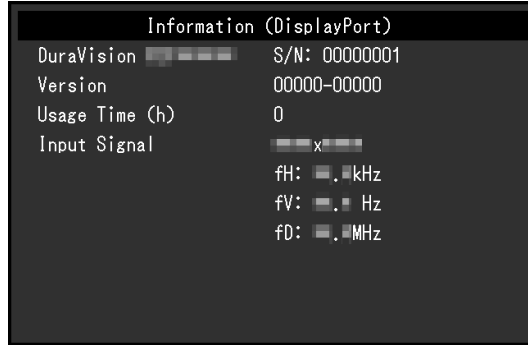 Information (DisplayPort)
DuraVision S/N: 00000001
Version 00000-00000
Usage Time (h) 0
Input Signal x
fH: . kHz
fV: . Hz
fD: . MHz